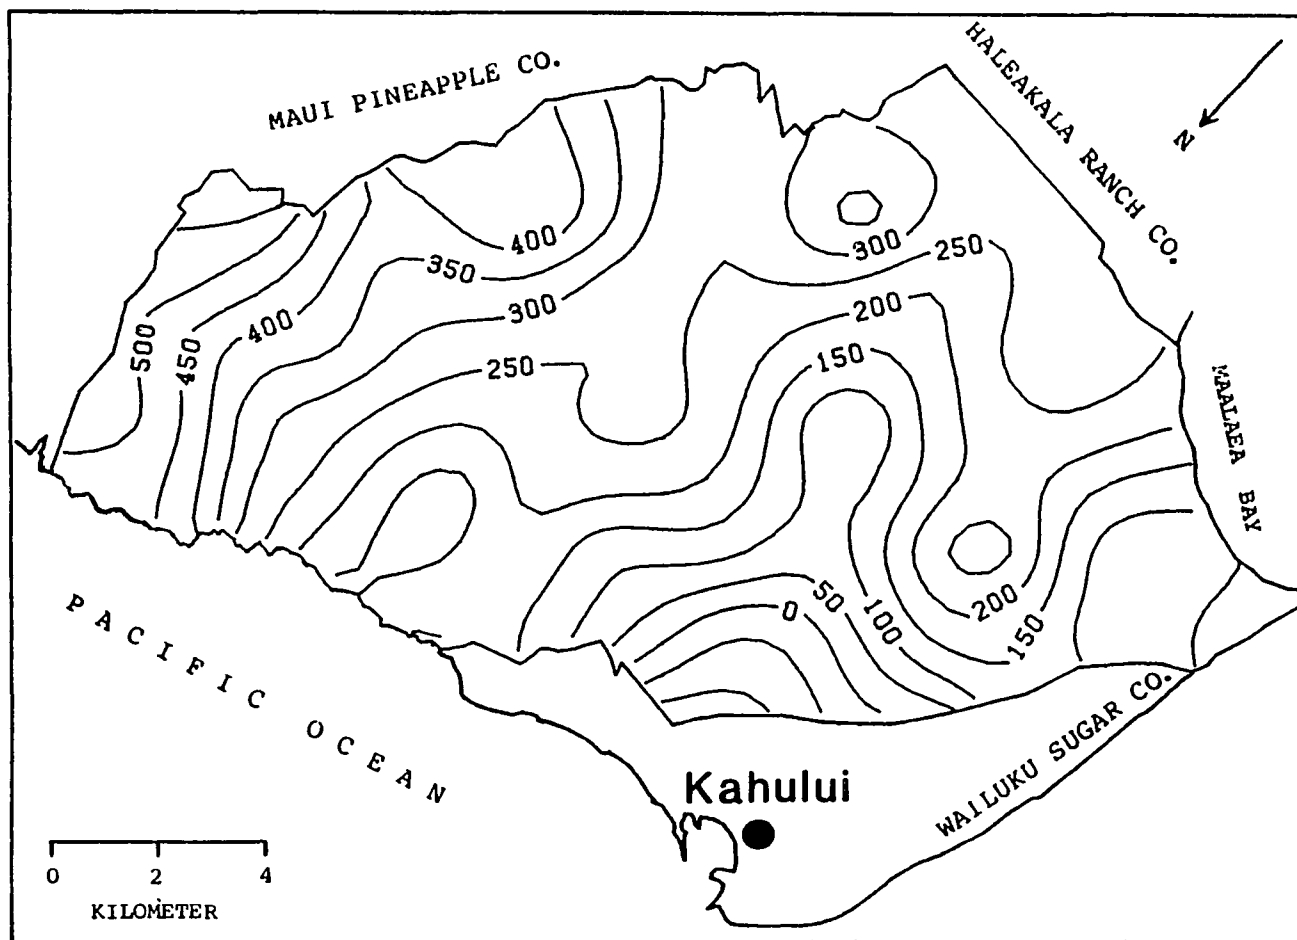 MAUI PINEAPPLE CO.
HALEAKALA RANCH CO.
N
400
300
250
350
300
200
400
500
450
250
150
MAALAEA BAY
50
0
100
200
150
PACIFIC OCEAN
WAILUKU SUGAR CO.
Kahului
0 2 4
KILOMETER